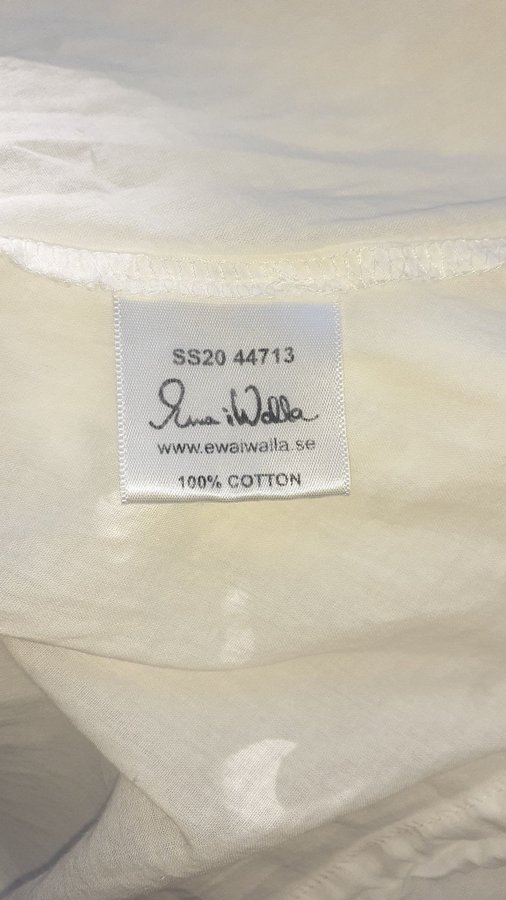 SS20 44713
Ewa i Walla
www.ewaiwalla.se
100% COTTON